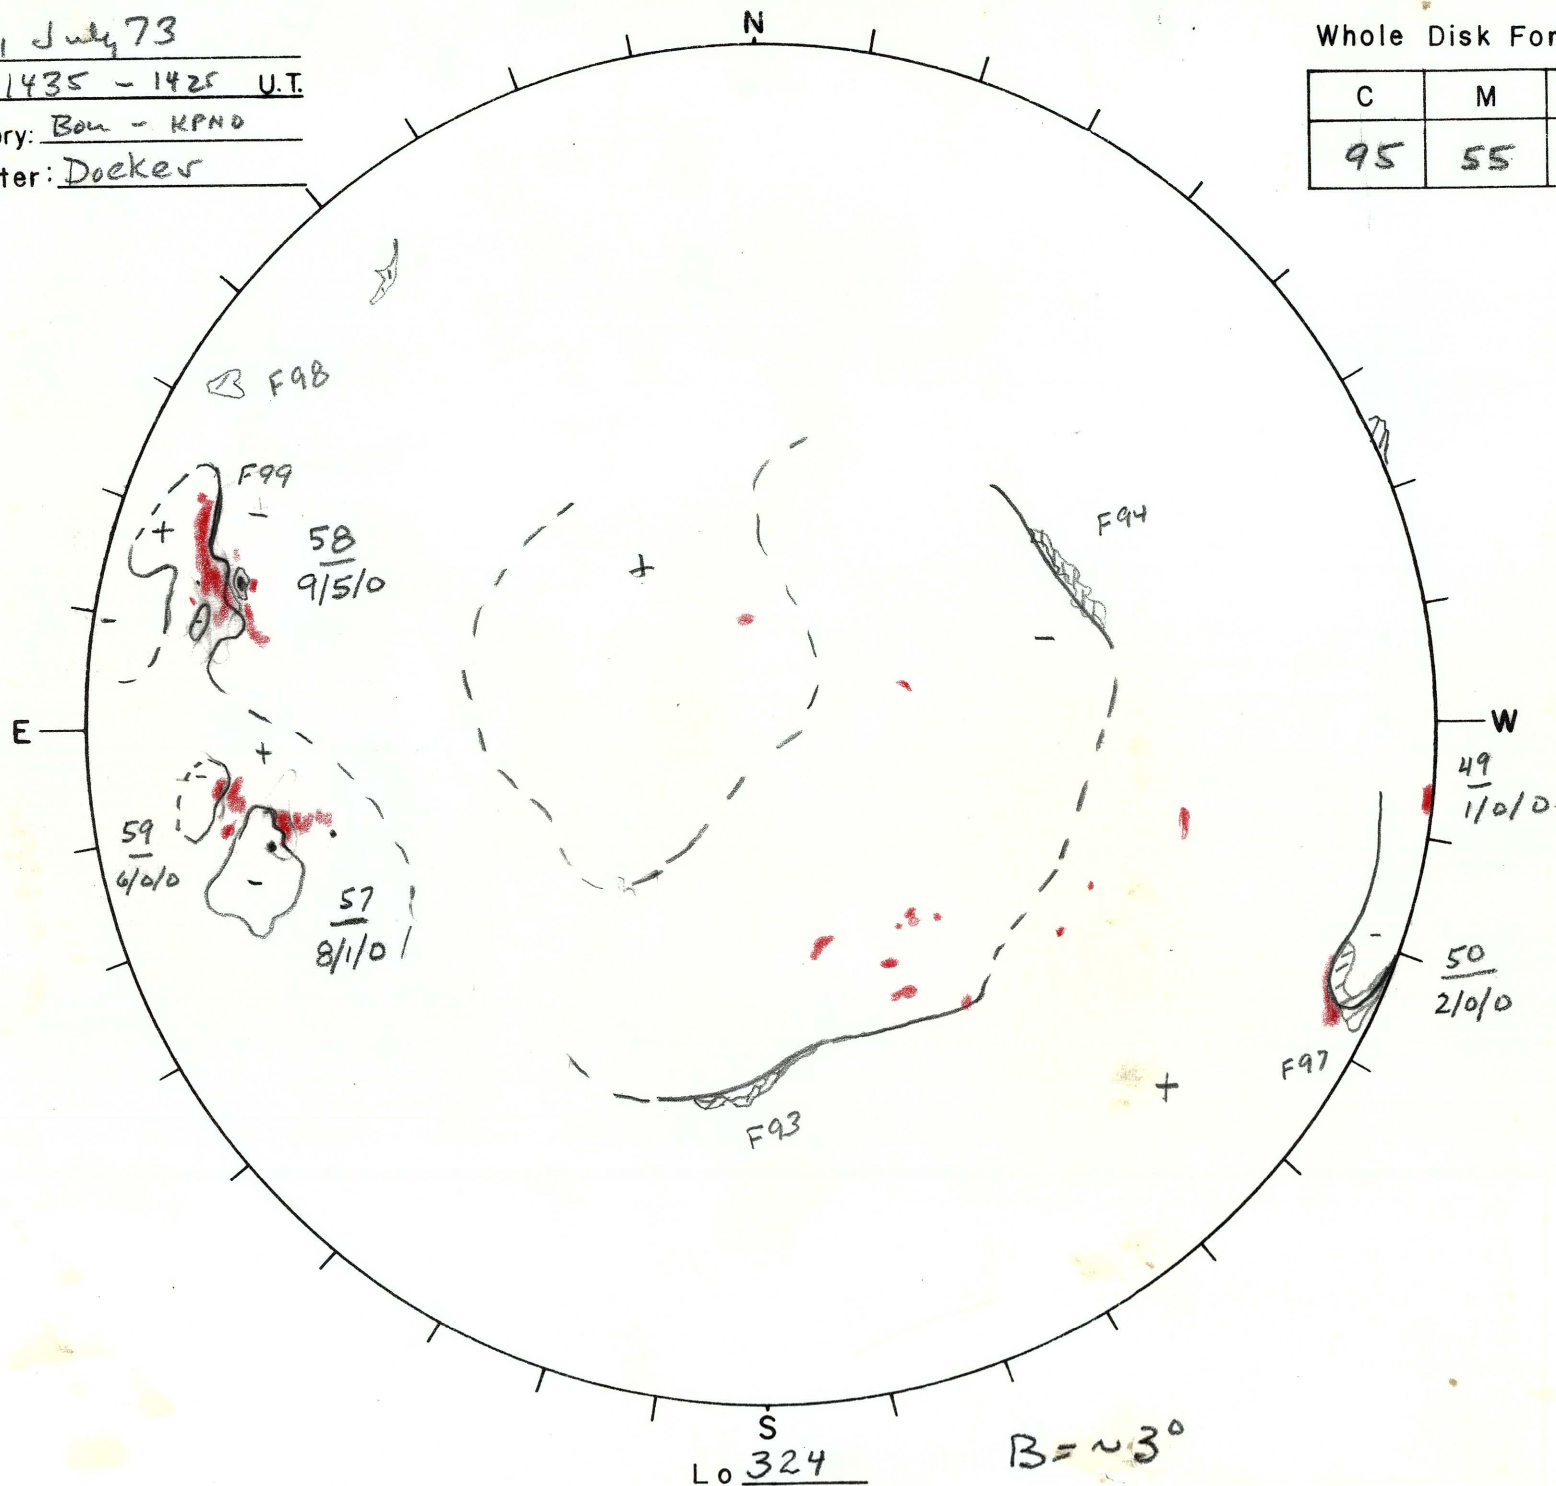 July 73
1435 - 1425 U.T.
ry: Bou - KPNO
ter: Decker
Whole Disk For
C M
95 55
N
F98
F99
+
-
58
9/5/0
-
+
F94
-
E
W
+
49
1/0/0
59
6/0/0
-
57
8/1/0
-
50
2/0/0
F97
+
F93
S
Lo 324
B = ~3°